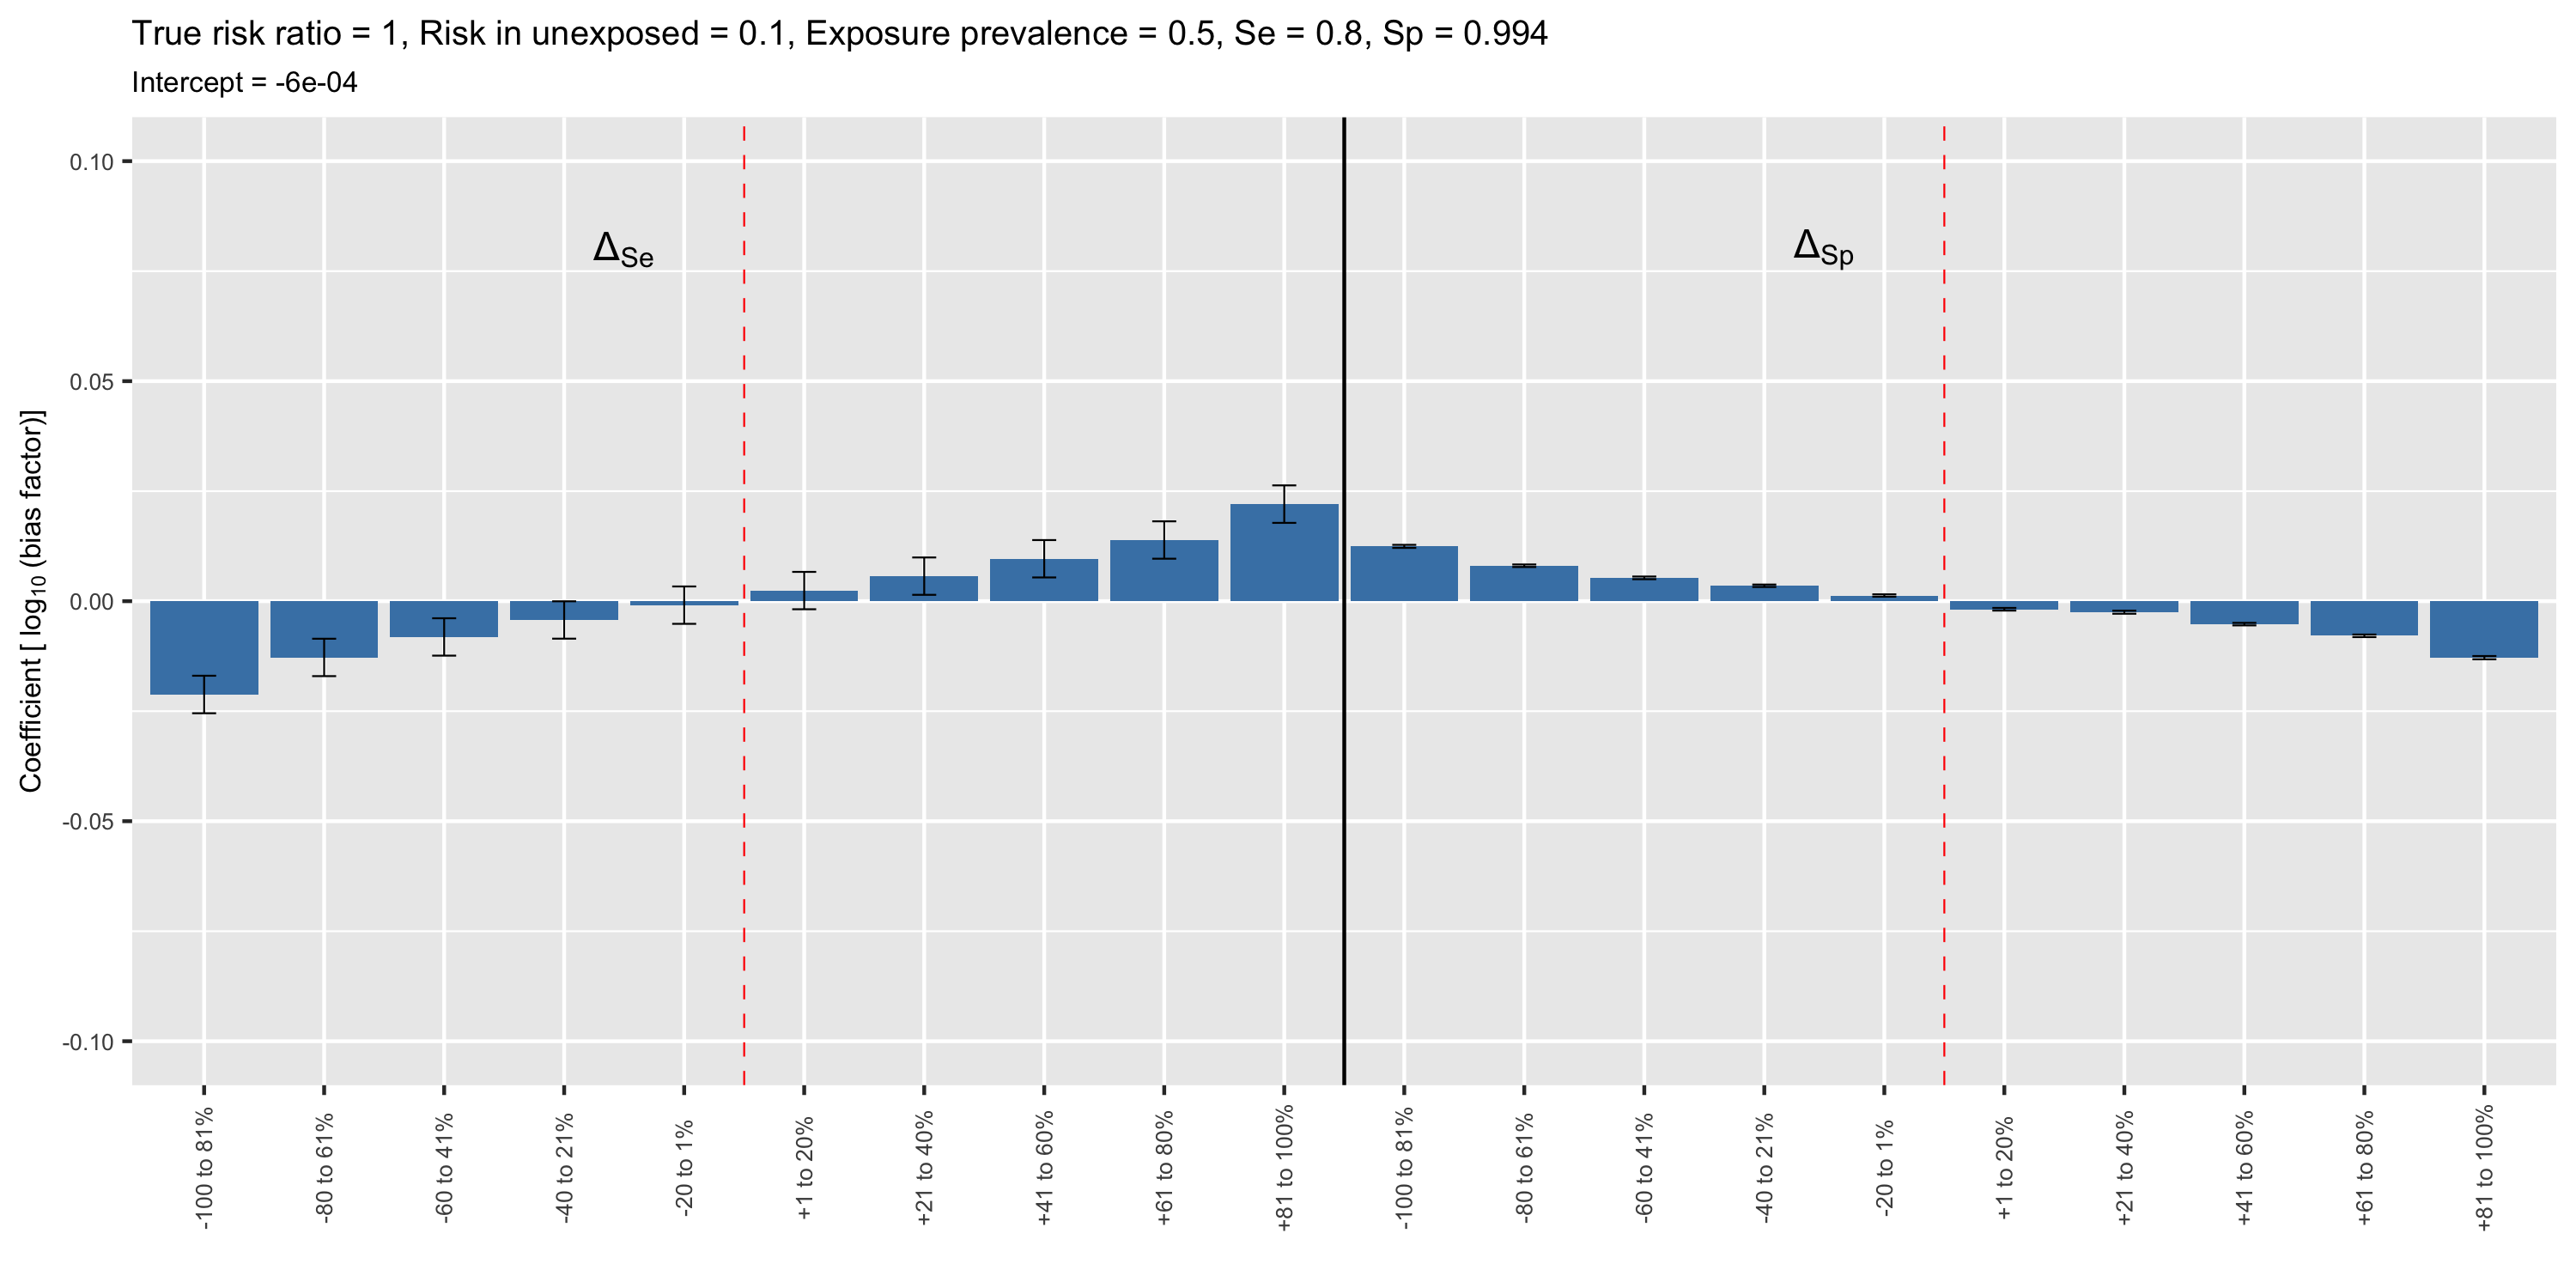 True risk ratio = 1, Risk in unexposed = 0.1, Exposure prevalence = 0.5, Se = 0.8, Sp = 0.994
Intercept = -6e-04
Coefficient [ log10 (bias factor)]
0.10
0.05
0.00
-0.05
-0.10
ΔSe
ΔSp
-100 to 81%
-80 to 61%
-60 to 41%
-40 to 21%
-20 to 1%
+1 to 20%
+21 to 40%
+41 to 60%
+61 to 80%
+81 to 100%
-100 to 81%
-80 to 61%
-60 to 41%
-40 to 21%
-20 to 1%
+1 to 20%
+21 to 40%
+41 to 60%
+61 to 80%
+81 to 100%